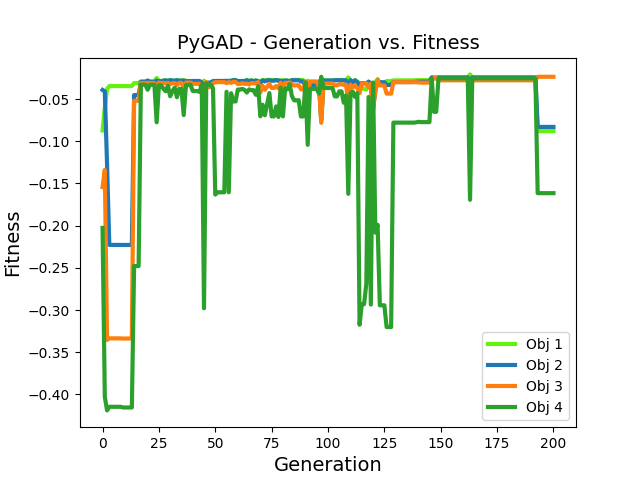 PyGAD - Generation vs. Fitness
Fitness
−0.05
−0.10
−0.15
−0.20
−0.25
−0.30
−0.35
−0.40
Obj 1
Obj 2
Obj 3
Obj 4
0 25 50 75 100 125 150 175 200
Generation